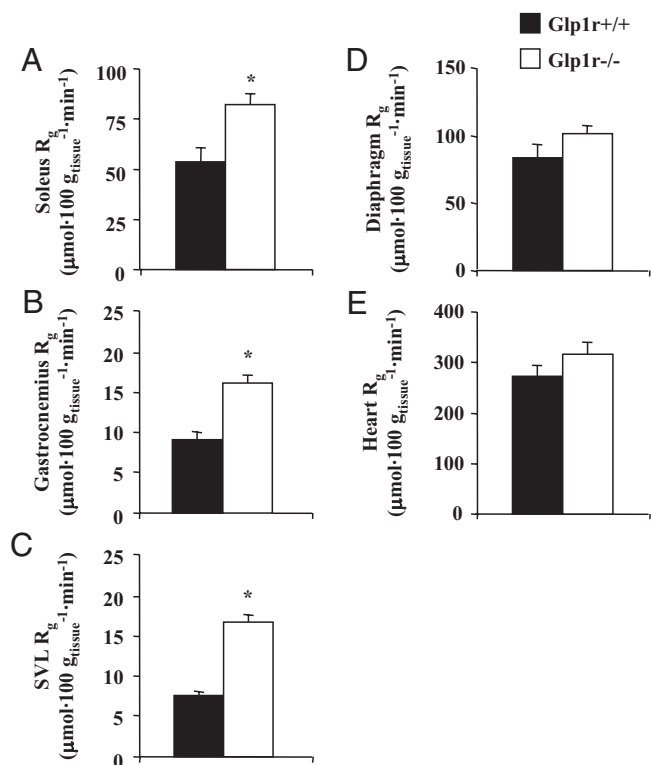 Glp1r+/+
Glp1r-/-
A
Soleus Rg
(μmol·100 gtissue-1·min-1)
100
75
50
25
0
*
B
Gastrocnemius Rg
(μmol·100 gtissue-1·min-1)
25
20
15
10
5
0
*
C
SVL Rg
(μmol·100 gtissue-1·min-1)
25
20
15
10
5
0
*
D
Diaphragm Rg
(μmol·100 gtissue-1·min-1)
150
100
50
0
E
Heart Rg
(μmol·100 gtissue-1·min-1)
400
300
200
100
0